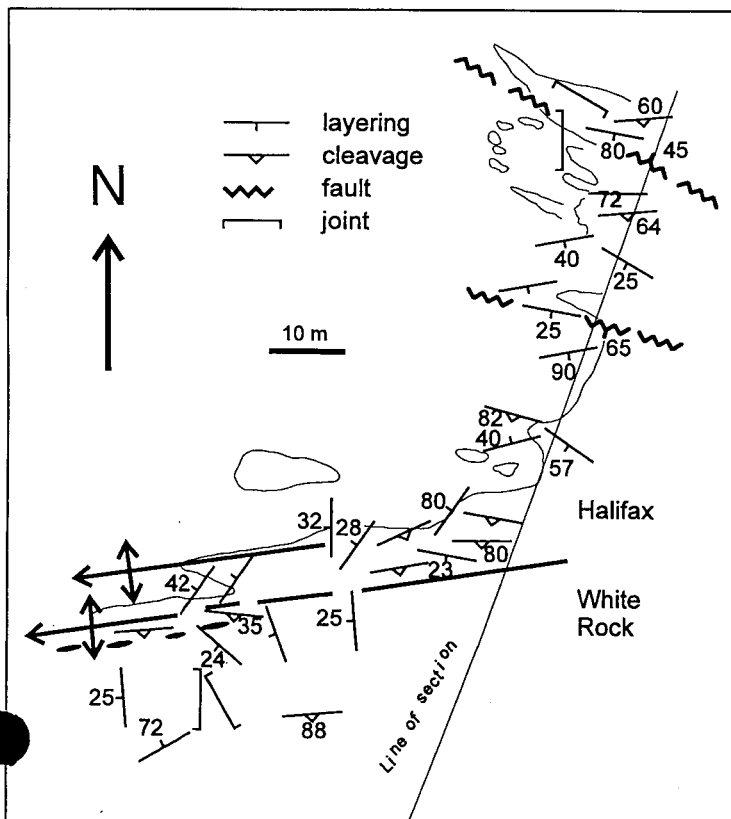 60
80
45
layering
cleavage
fault
joint
N
72
64
40
25
10 m
25
65
90
82
40
57
80
32
28
Halifax
80
23
42
White
Rock
35
25
24
25
72
88
Line of section